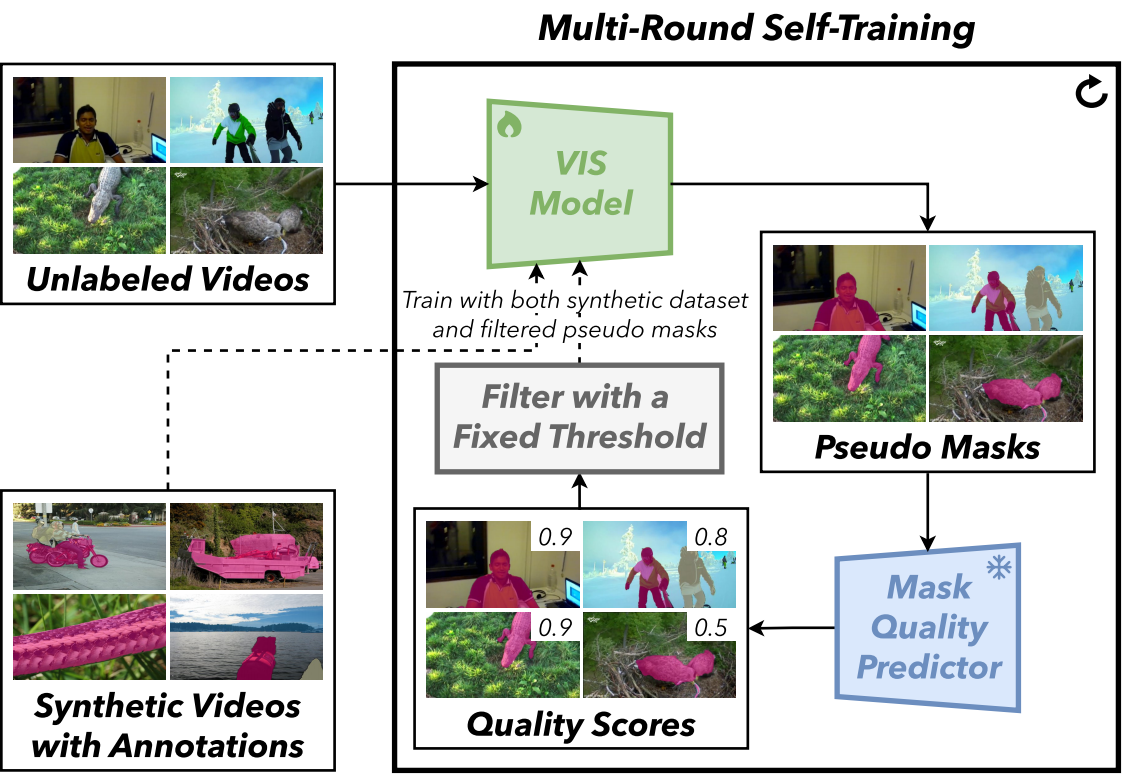 Multi-Round Self-Training
Unlabeled Videos
VIS
Model
Train with both synthetic dataset
and filtered pseudo masks
Filter with a
Fixed Threshold
Pseudo Masks
0.9
0.8
0.9
0.5
Quality Scores
Mask
Quality
Predictor
Synthetic Videos
with Annotations